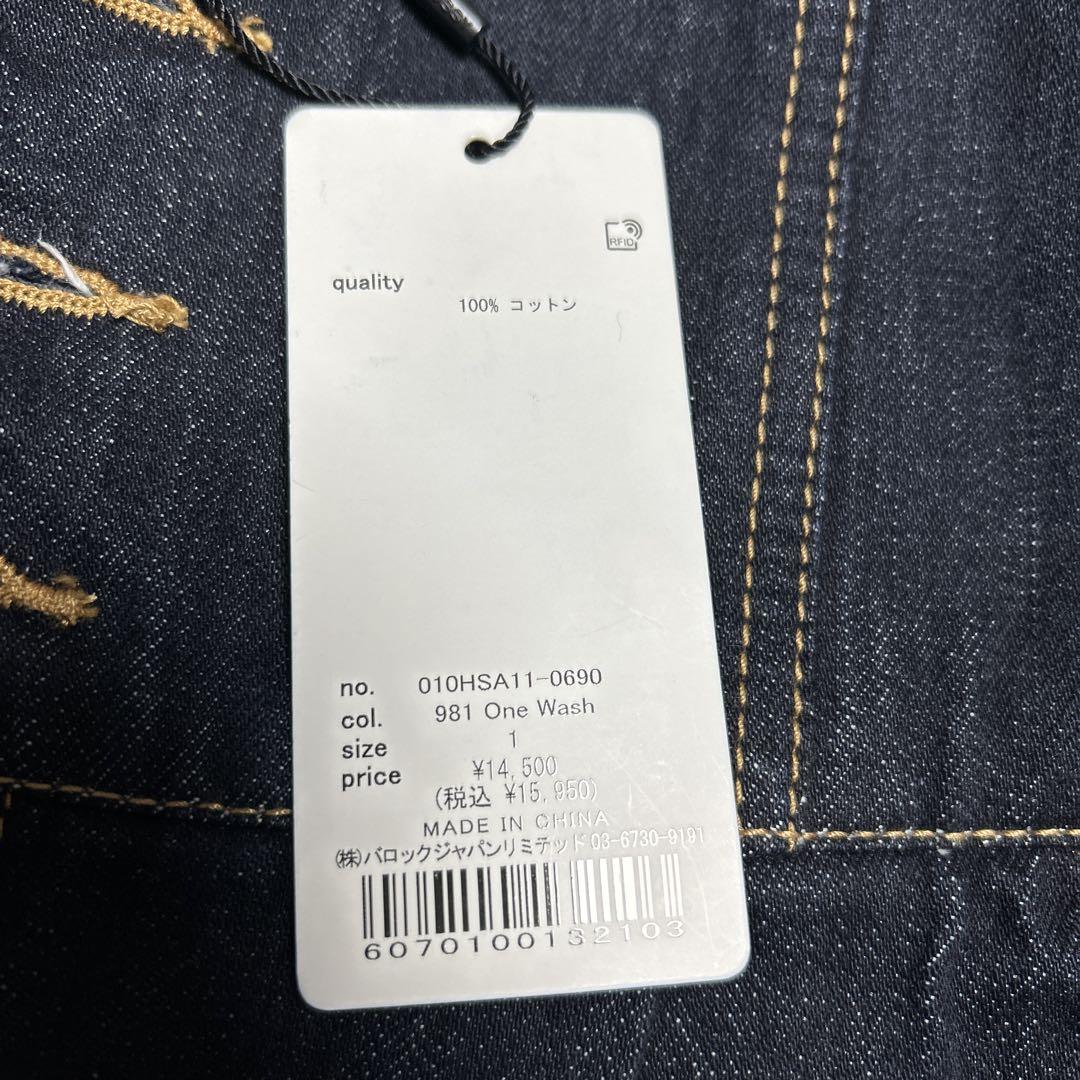 RFID
quality
100% コットン
no. 010HSA11-0690
col. 981 One Wash
size 1
price ¥14,500
(税込 ¥15,950)
MADE IN CHINA
㈱バロックジャパンリミテッド 03-6730-9191
6070100132103